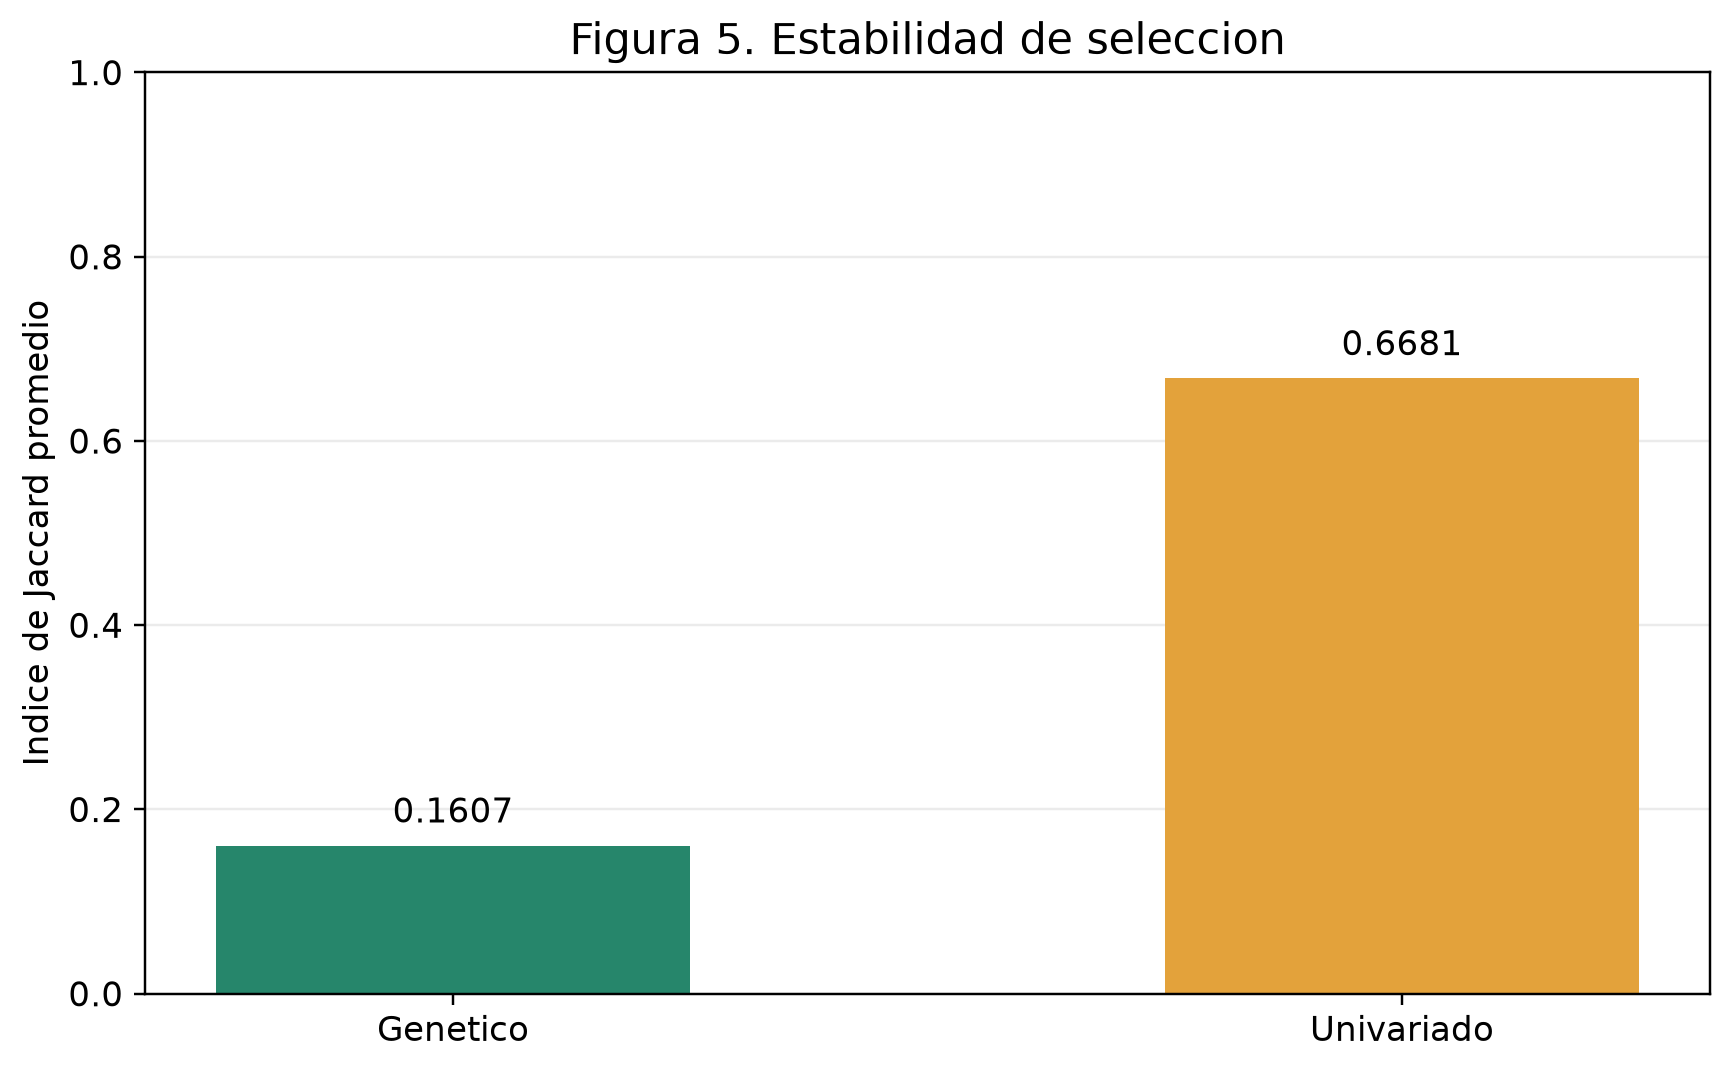 Figura 5. Estabilidad de seleccion
Indice de Jaccard promedio
1.0
0.8
0.6
0.4
0.2
0.0
0.1607
0.6681
Genetico
Univariado